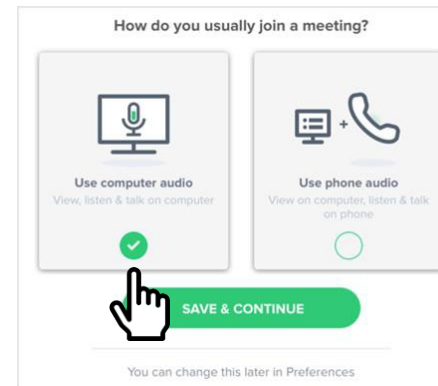 How do you usually join a meeting?
Use computer audio
View, listen & talk on computer
Use phone audio
View on computer, listen & talk
on phone
SAVE & CONTINUE
You can change this later in Preferences